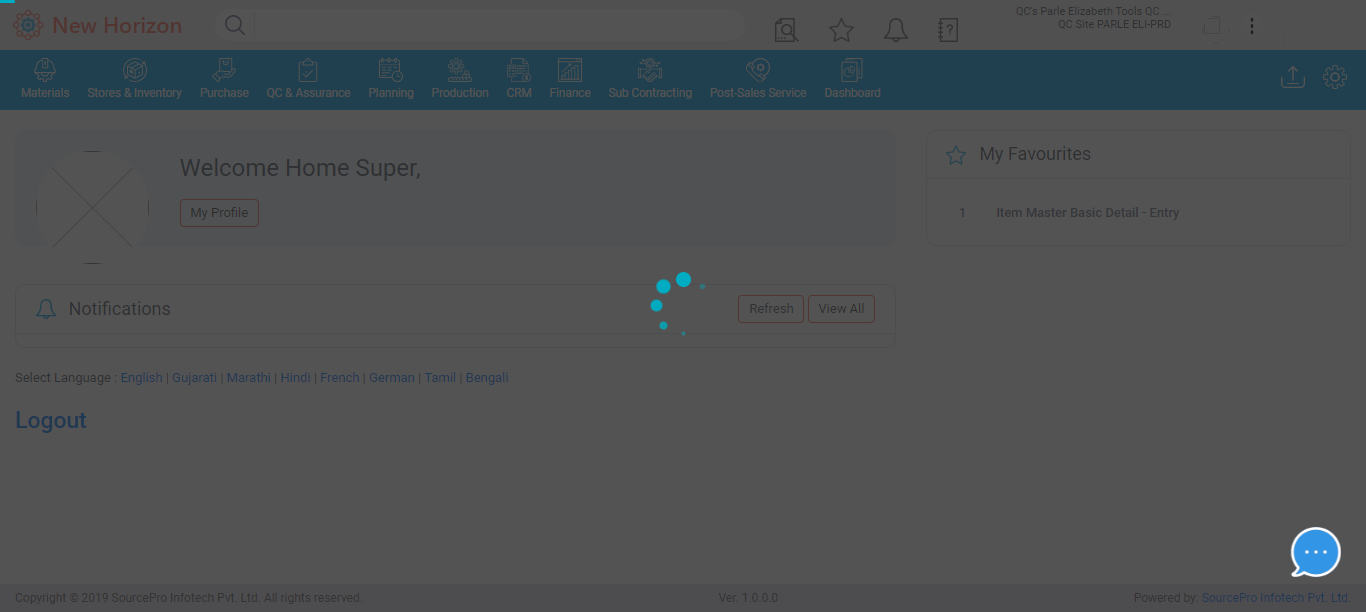 New Horizon
QC's Parle Elizabeth Tools QC ...
QC Site PARLE ELI-PRD
Materials
Stores & Inventory
Purchase
QC & Assurance
Planning
Production
CRM
Finance
Sub Contracting
Post-Sales Service
Dashboard
Welcome Home Super,
My Profile
My Favourites
1 Item Master Basic Detail - Entry
Notifications
Refresh
View All
Select Language : English | Gujarati | Marathi | Hindi | French | German | Tamil | Bengali
Logout
Copyright © 2019 SourcePro Infotech Pvt. Ltd. All rights reserved.
Ver. 1.0.0.0
Powered by: SourcePro Infotech Pvt. Ltd.